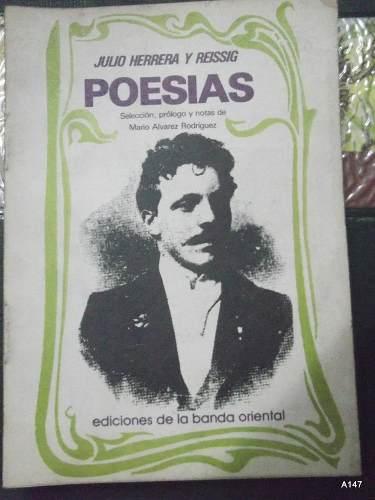 JULIO HERRERA Y REISSIG
POESIAS
Selección, prólogo y notas de
Mario Alvarez Rodríguez
ediciones de la banda oriental
A147